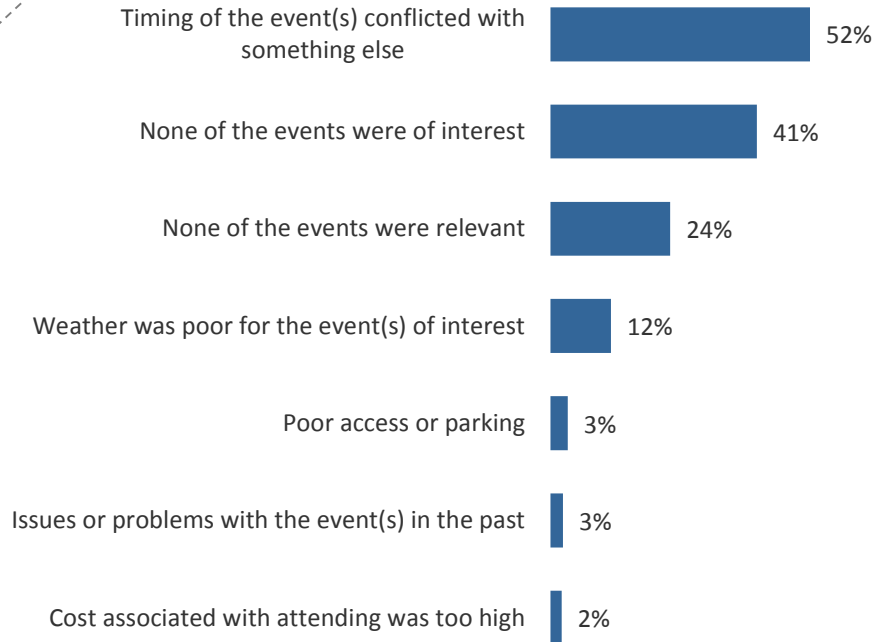 Timing of the event(s) conflicted with
something else
52%
None of the events were of interest
41%
None of the events were relevant
24%
Weather was poor for the event(s) of interest
12%
Poor access or parking
3%
Issues or problems with the event(s) in the past
3%
Cost associated with attending was too high
2%